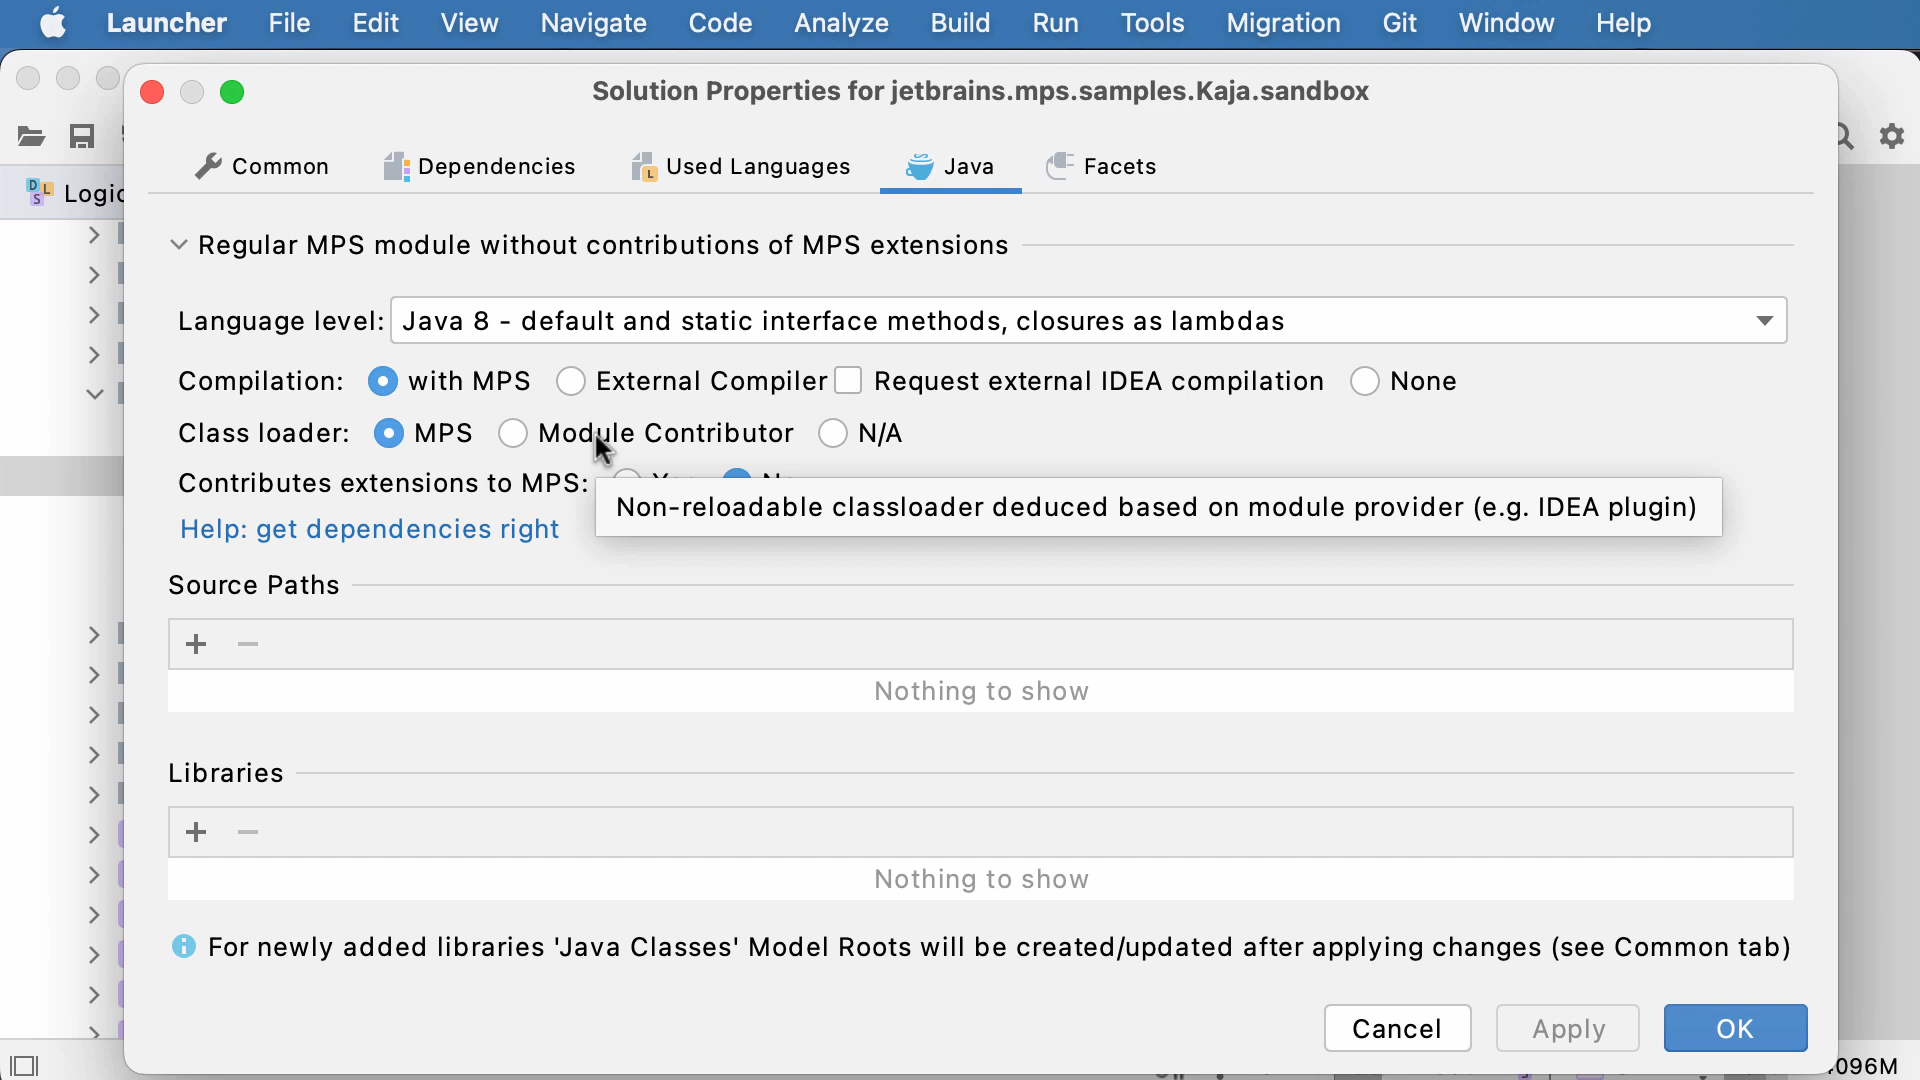 Launcher File Edit View Navigate Code Analyze Build Run Tools Migration Git Window Help
Solution Properties for jetbrains.mps.samples.Kaja.sandbox
Common Dependencies Used Languages Java Facets
Logic
Regular MPS module without contributions of MPS extensions
Language level: Java 8 - default and static interface methods, closures as lambdas
Compilation: with MPS External Compiler Request external IDEA compilation None
Class loader: MPS Module Contributor N/A
Contributes extensions to MPS:
Non-reloadable classloader deduced based on module provider (e.g. IDEA plugin)
Help: get dependencies right
Source Paths
Nothing to show
Libraries
Nothing to show
For newly added libraries 'Java Classes' Model Roots will be created/updated after applying changes (see Common tab)
Cancel Apply OK
096M